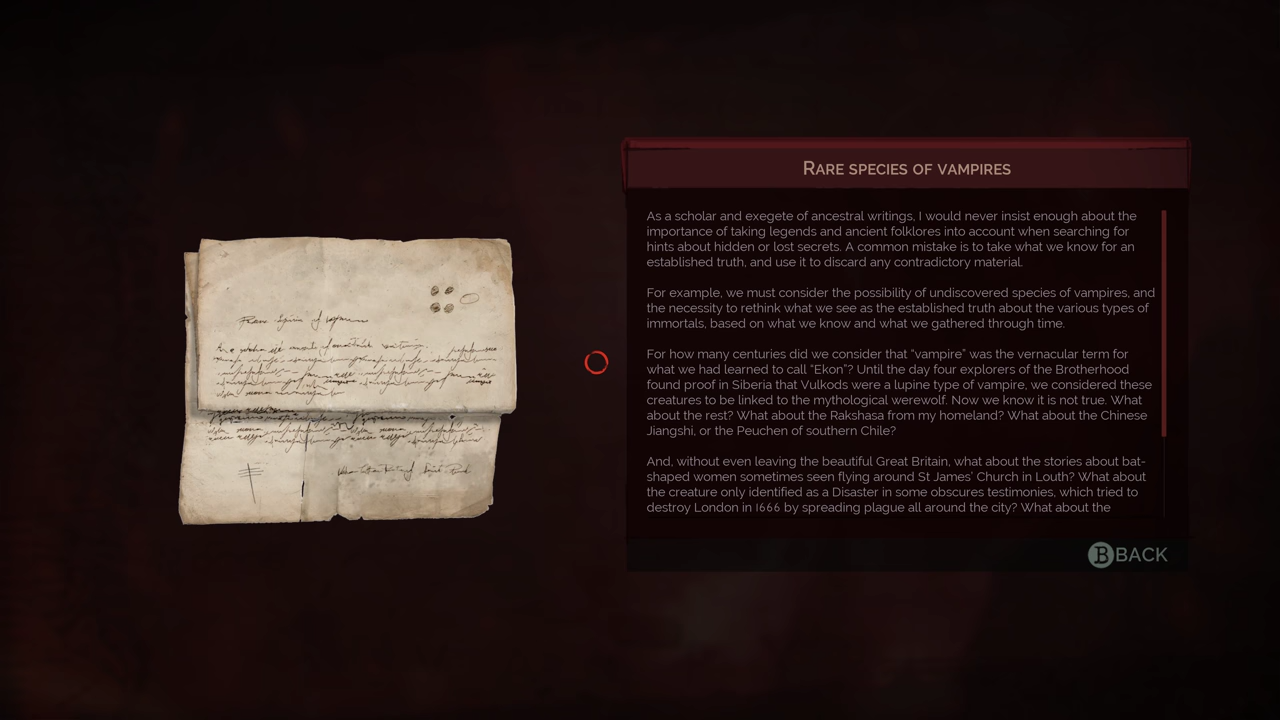 Rare species of vampires
As a scholar and exegete of ancestral writings, I would never insist enough about the
importance of taking legends and ancient folklores into account when searching for
hints about hidden or lost secrets. A common mistake is to take what we know for an
established truth, and use it to discard any contradictory material.
For example, we must consider the possibility of undiscovered species of vampires, and
the necessity to rethink what we see as the established truth about the various types of
immortals, based on what we know and what we gathered through time.
For how many centuries did we consider that “vampire” was the vernacular term for
what we had learned to call “Ekon”? Until the day four explorers of the Brotherhood
found proof in Siberia that Vulkods were a lupine type of vampire, we considered these
creatures to be linked to the mythological werewolf. Now we know it is not true. What
about the rest? What about the Rakshasa from my homeland? What about the Chinese
Jiangshi, or the Peuchen of southern Chile?
And, without even leaving the beautiful Great Britain, what about the stories about bat-
shaped women sometimes seen flying around St James' Church in Louth? What about
the creature only identified as a Disaster in some obscures testimonies, which tried to
destroy London in 1666 by spreading plague all around the city? What about the
B BACK